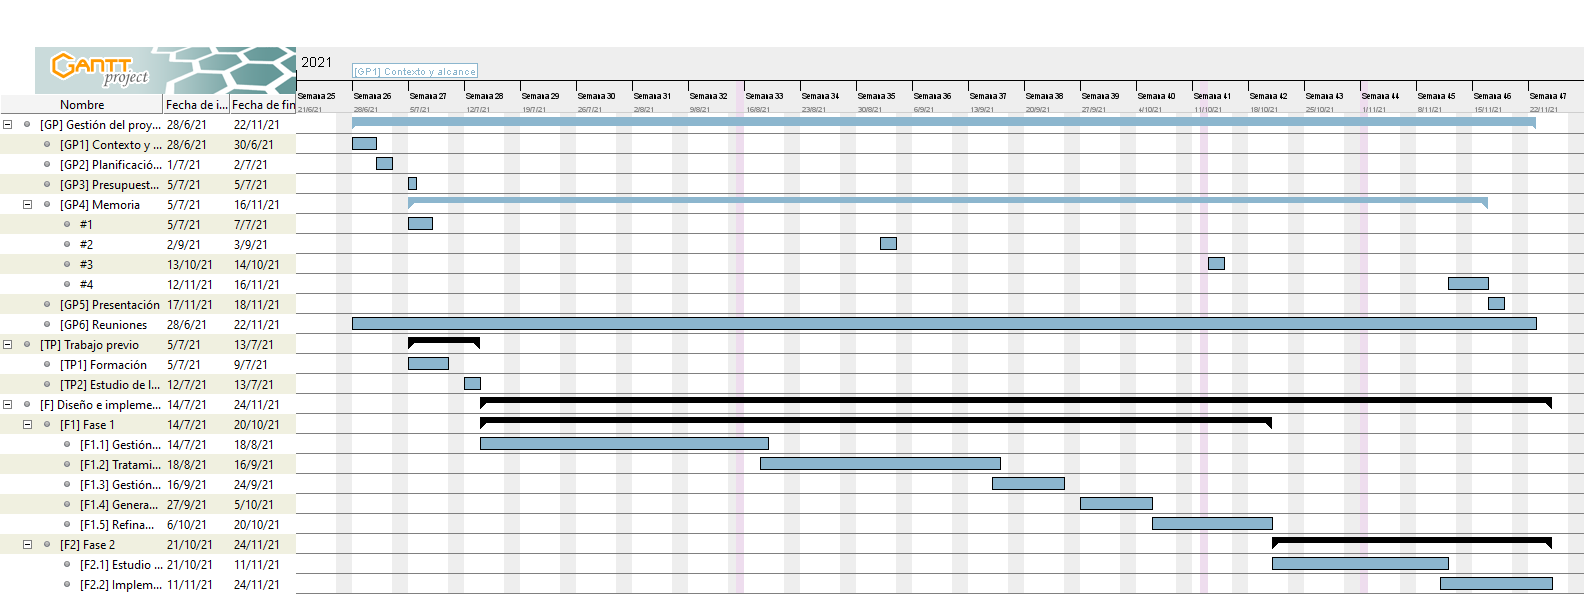 GANTT
project
2021
[GP1] Contexto y alcance
Nombre Fecha de i... Fecha de fin
Semana 25 Semana 26 Semana 27 Semana 28 Semana 29 Semana 30 Semana 31 Semana 32 Semana 33 Semana 34 Semana 35 Semana 36 Semana 37 Semana 38 Semana 39 Semana 40 Semana 41 Semana 42 Semana 43 Semana 44 Semana 45 Semana 46 Semana 47
21/6/21 28/6/21 5/7/21 12/7/21 19/7/21 26/7/21 2/8/21 9/8/21 16/8/21 23/8/21 30/8/21 6/9/21 13/9/21 20/9/21 27/9/21 4/10/21 11/10/21 18/10/21 25/10/21 1/11/21 8/11/21 15/11/21 22/11/21
[GP] Gestión del proy... 28/6/21 22/11/21
[GP1] Contexto y ... 28/6/21 30/6/21
[GP2] Planificació... 1/7/21 2/7/21
[GP3] Presupuest... 5/7/21 5/7/21
[GP4] Memoria 5/7/21 16/11/21
#1 5/7/21 7/7/21
#2 2/9/21 3/9/21
#3 13/10/21 14/10/21
#4 12/11/21 16/11/21
[GP5] Presentación 17/11/21 18/11/21
[GP6] Reuniones 28/6/21 22/11/21
[TP] Trabajo previo 5/7/21 13/7/21
[TP1] Formación 5/7/21 9/7/21
[TP2] Estudio de l... 12/7/21 13/7/21
[F] Diseño e impleme... 14/7/21 24/11/21
[F1] Fase 1 14/7/21 20/10/21
[F1.1] Gestión... 14/7/21 18/8/21
[F1.2] Tratami... 18/8/21 16/9/21
[F1.3] Gestión... 16/9/21 24/9/21
[F1.4] Genera... 27/9/21 5/10/21
[F1.5] Refina... 6/10/21 20/10/21
[F2] Fase 2 21/10/21 24/11/21
[F2.1] Estudio ... 21/10/21 11/11/21
[F2.2] Implem... 11/11/21 24/11/21